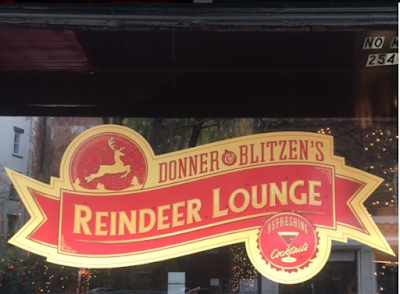 NO
254
DONNER & BLITZEN'S
REINDEER LOUNGE
REFRESHING
Cocktails